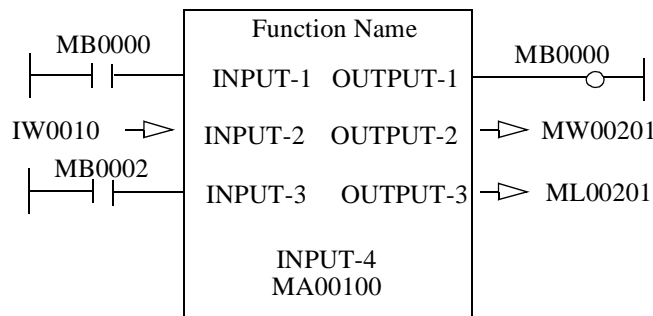 Function Name
MB0000
MB0000
INPUT-1 OUTPUT-1
IW0010 INPUT-2 OUTPUT-2 MW00201
MB0002
INPUT-3 OUTPUT-3 ML00201
INPUT-4
MA00100